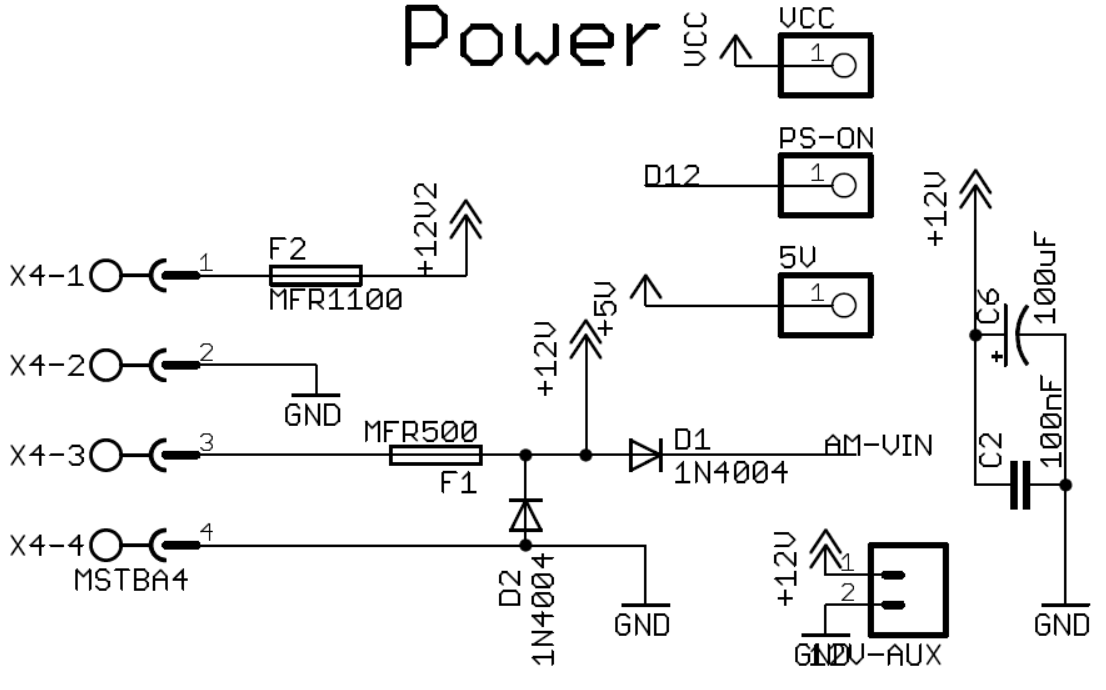 Power
VCC
VCC
1
PS-ON
D12
1
5V
+5V
1
+12V2
X4-1
1
F2
MFR1100
X4-2
2
GND
+12V
X4-3
3
MFR500
F1
D1
1N4004
AM-VIN
X4-4
4
MSTBA4
D2
1N4004
GND
+12V
C6
100uF
C2
100nF
GND
+12V
1
2
GND
12V-AUX